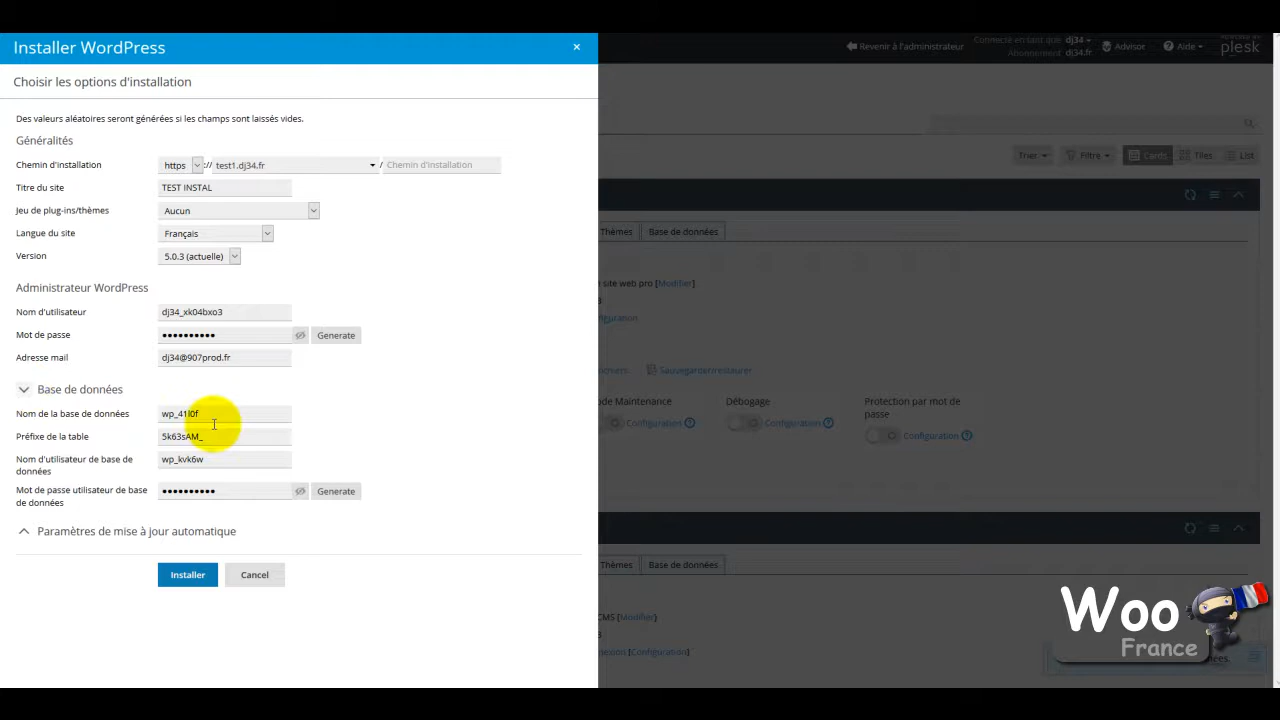 Installer WordPress
×
Revenir à l'administrateur
Connecté en tant que dj34
Abonnement dj34.fr
Advisor
Aide
plesk
Choisir les options d'installation
Des valeurs aléatoires seront générées si les champs sont laissés vides.
Généralités
Chemin d'installation https :// test1.dj34.fr / Chemin d'installation
Titre du site TEST INSTAL
Jeu de plug-ins/thèmes Aucun
Langue du site Français
Version 5.0.3 (actuelle)
Administrateur WordPress
Nom d'utilisateur dj34_xk04bxo3
Mot de passe •••••••••• Generate
Adresse mail dj34@907prod.fr
Base de données
Nom de la base de données wp_41l0f
Préfixe de la table 5k63sAM_
Nom d'utilisateur de base de données wp_kvk6w
Mot de passe utilisateur de base de données •••••••••• Generate
Paramètres de mise à jour automatique
Installer Cancel
Trier Filtre Cards Tiles List
Thèmes Base de données
site web pro [Modifier]
onfiguration
Sauvegarder/restaurer
ode Maintenance
Configuration
Débogage
Configuration
Protection par mot de
passe
Configuration
Thèmes Base de données
CMS [Modifier]
nexion [Configuration]
Woo
France